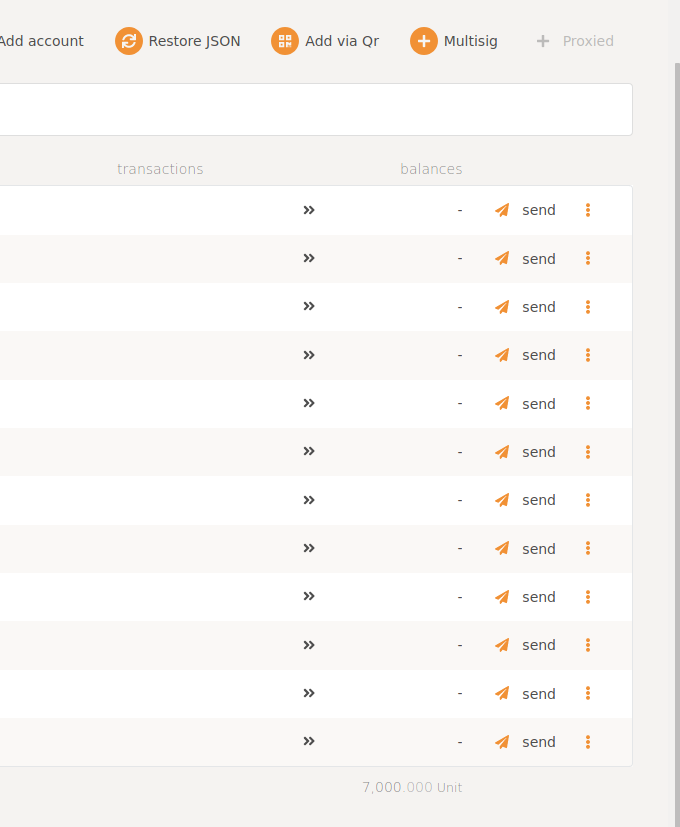 Add account Restore JSON Add via Qr Multisig Proxied
transactions balances
- send
- send
- send
- send
- send
- send
- send
- send
- send
- send
- send
- send
7,000.000 Unit